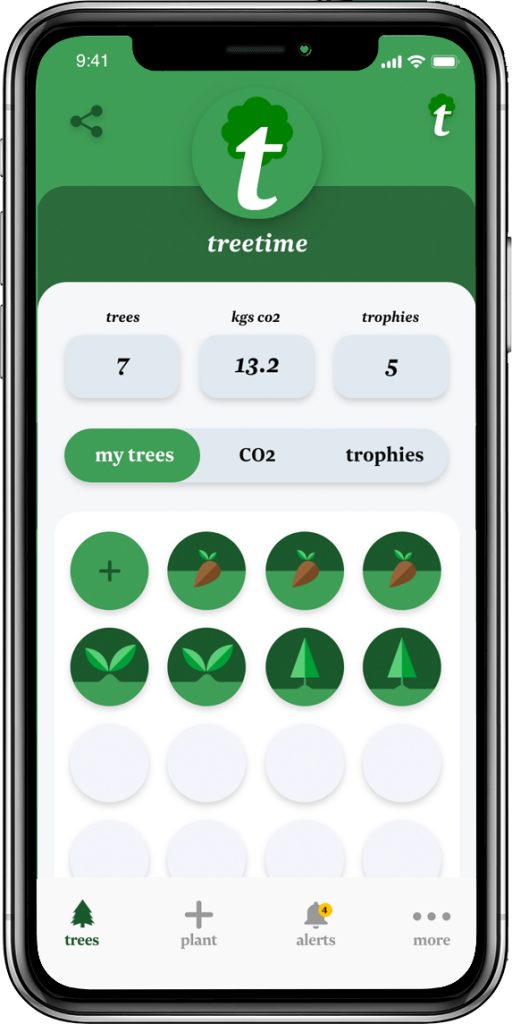 9:41
t
t
treetime
trees kgs co2 trophies
7 13.2 5
my trees CO2 trophies
+
4
trees plant alerts more